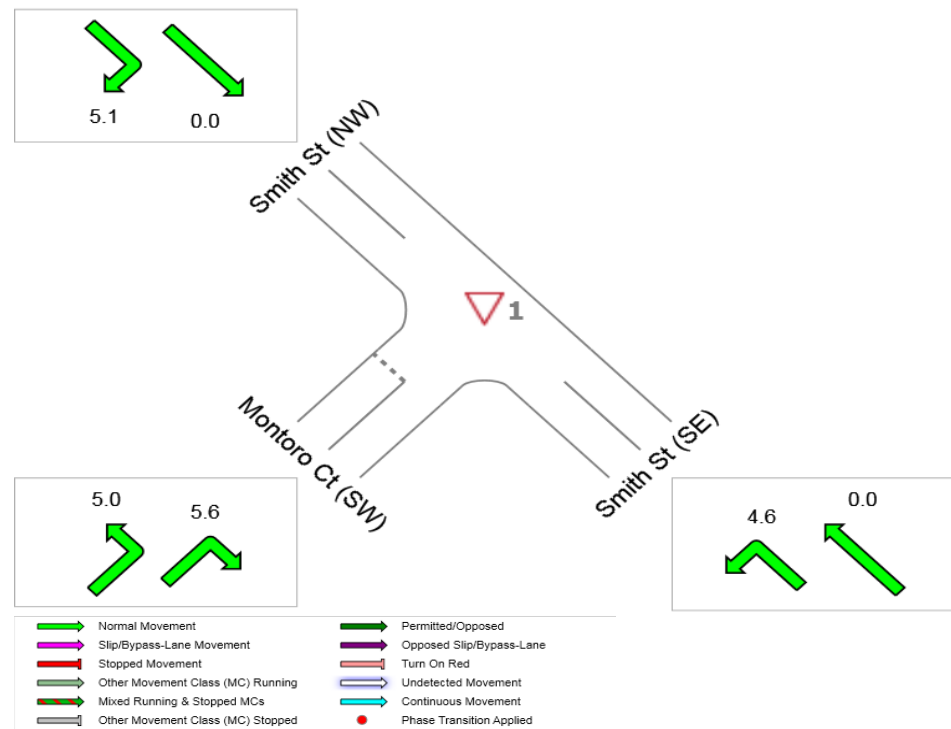 5.1
0.0
Smith St (NW)
1
Montoro Ct (SW)
Smith St (SE)
5.0
5.6
4.6
0.0
Normal Movement
Slip/Bypass-Lane Movement
Stopped Movement
Other Movement Class (MC) Running
Mixed Running & Stopped MCs
Other Movement Class (MC) Stopped
Permitted/Opposed
Opposed Slip/Bypass-Lane
Turn On Red
Undetected Movement
Continuous Movement
Phase Transition Applied